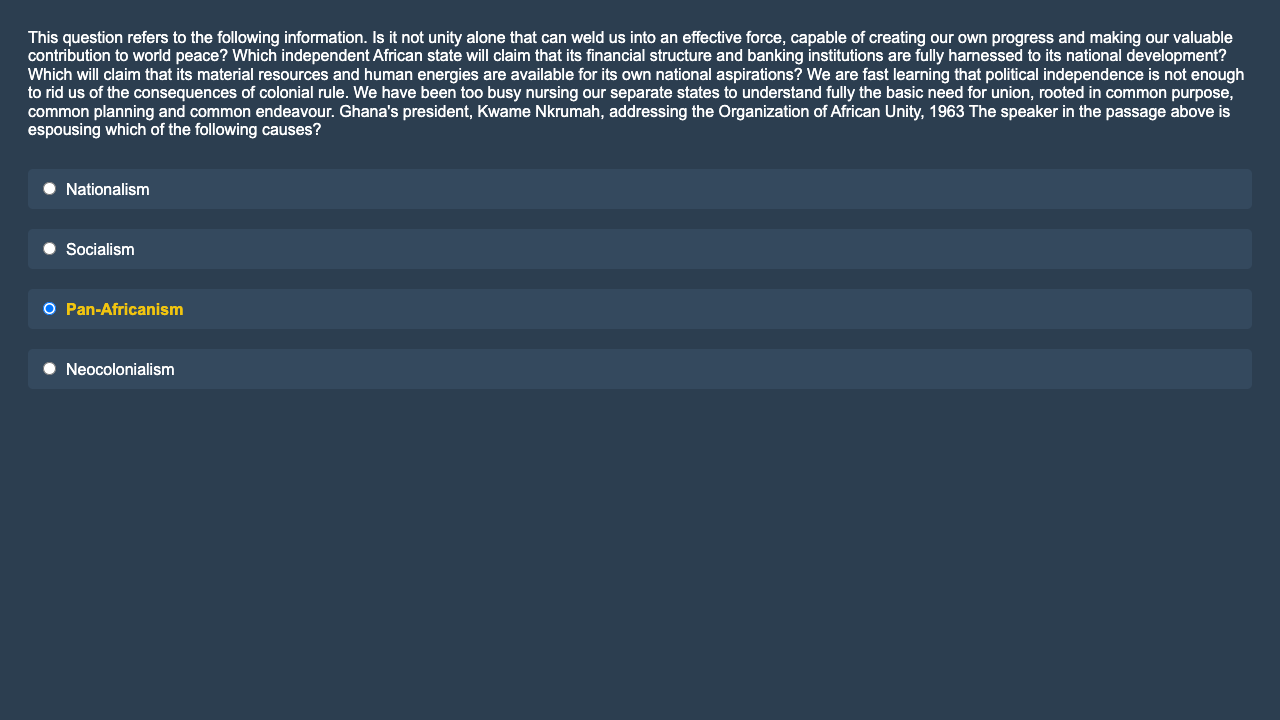 This question refers to the following information. Is it not unity alone that can weld us into an effective force, capable of creating our own progress and making our valuable
contribution to world peace? Which independent African state will claim that its financial structure and banking institutions are fully harnessed to its national development?
Which will claim that its material resources and human energies are available for its own national aspirations? We are fast learning that political independence is not enough
to rid us of the consequences of colonial rule. We have been too busy nursing our separate states to understand fully the basic need for union, rooted in common purpose,
common planning and common endeavour. Ghana's president, Kwame Nkrumah, addressing the Organization of African Unity, 1963 The speaker in the passage above is
espousing which of the following causes?
Nationalism
Socialism
Pan-Africanism
Neocolonialism